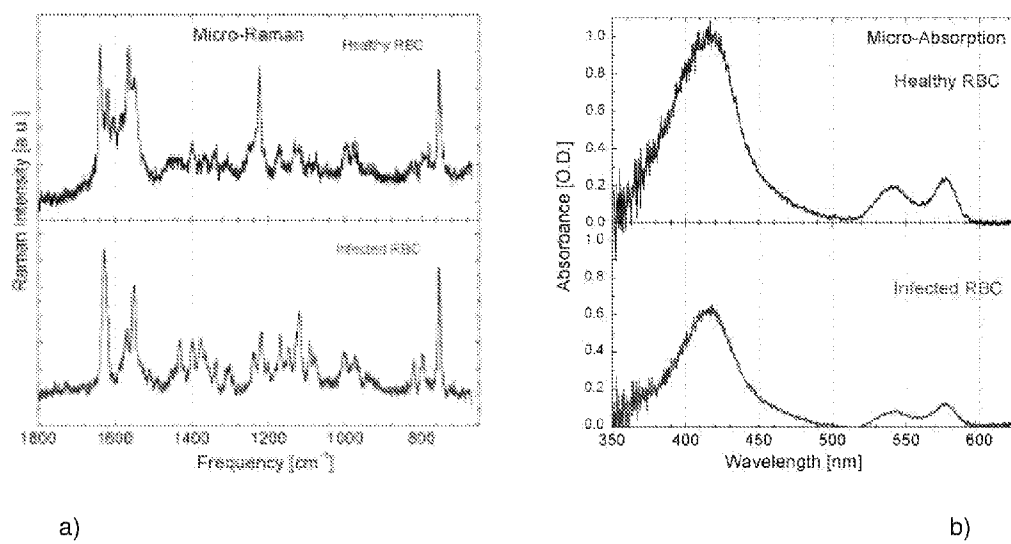 Micro-Raman
Healthy RBC
Infected RBC
Raman Intensity [a.u.]
1800 1600 1400 1200 1000 800
Frequency [cm⁻¹]
a)
Micro-Absorption
Healthy RBC
1.0
0.8
0.6
0.4
0.2
0.0
Infected RBC
1.0
0.8
0.6
0.4
0.2
0.0
Absorbance [O.D.]
350 400 450 500 550 600
Wavelength [nm]
b)